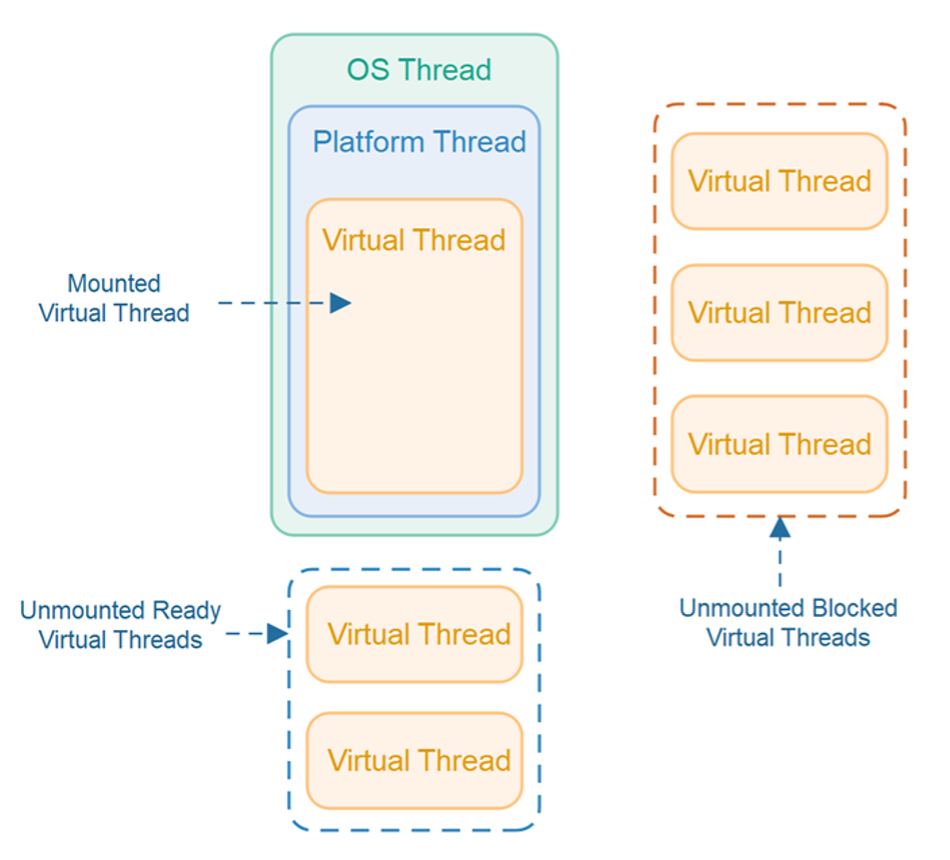 OS Thread
Platform Thread
Virtual Thread
Mounted
Virtual Thread
Virtual Thread
Virtual Thread
Virtual Thread
Unmounted Blocked
Virtual Threads
Unmounted Ready
Virtual Threads
Virtual Thread
Virtual Thread